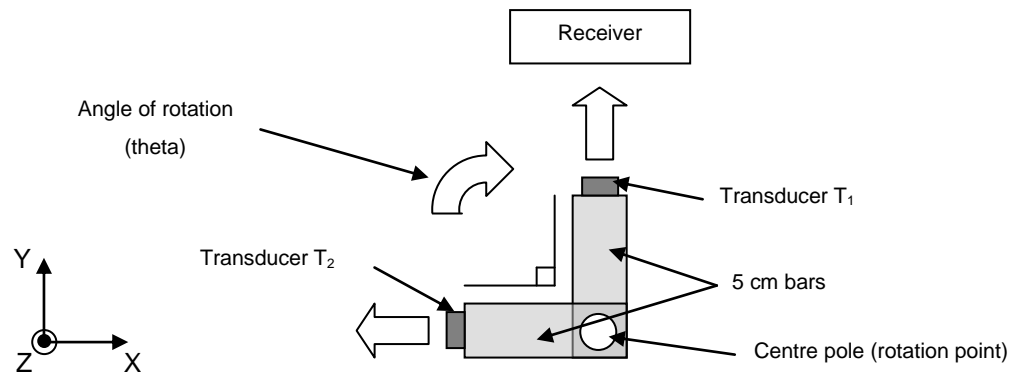 Receiver
Angle of rotation
(theta)
Transducer T₁
Transducer T₂
5 cm bars
Y
Z
X
Centre pole (rotation point)